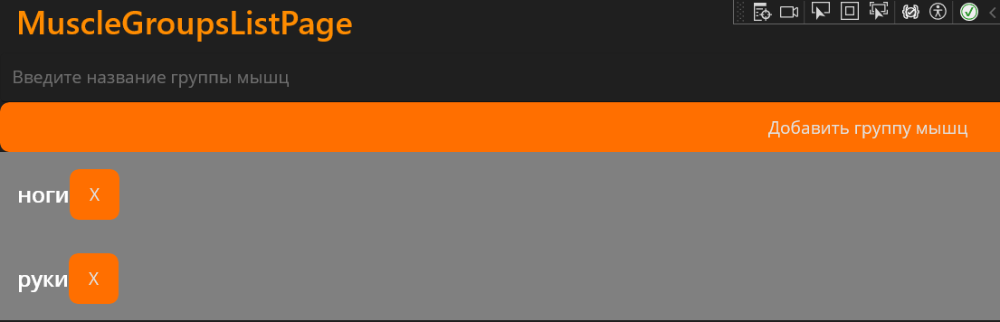 MuscleGroupsListPage
Введите название группы мышц
Добавить группу мышц
ноги X
руки X